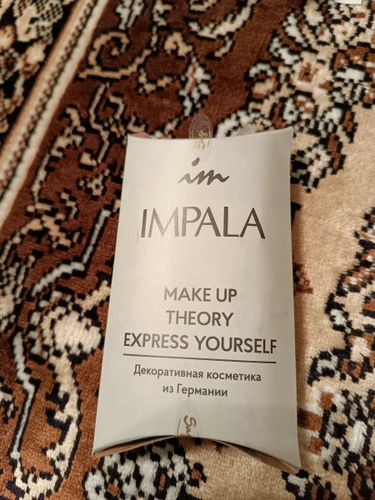 im
IMPALA
MAKE UP
THEORY
EXPRESS YOURSELF
Декоративная косметика
из Германии